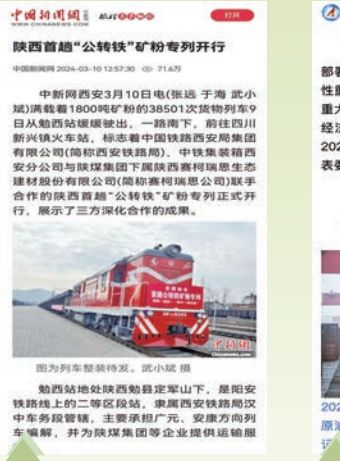 中国新闻网
WWW.CHINANEWS.COM
打开
陕西首趟“公转铁”矿粉专列开行
中国新闻网 2024-03-10 12:57:30 71.6万
中新网西安3月10日电(张远 于海 武小
斌)满载着1800吨矿粉的38501次货物列车9
日从勉西站缓缓驶出，一路南下，前往四川
新兴镇火车站，标志着中国铁路西安局集团
有限公司(简称西安铁路局)、中铁集装箱西
安分公司与陕煤集团下属陕西赛柯瑞思生态
建材股份有限公司(简称赛柯瑞思公司)联手
合作的陕西首趟“公转铁”矿粉专列正式开
行，展示了三方深化合作的成果。
中新网
图为列车整装待发。武小斌 摄
勉西站地处陕西勉县定军山下，是阳安
铁路线上的二等区段站，隶属西安铁路局汉
中车务段管辖，主要承担广元、安康方向列
车编解，并为陕煤集团等企业提供运输服
部署
性重
重大
经济
202
表委
202
原油
运